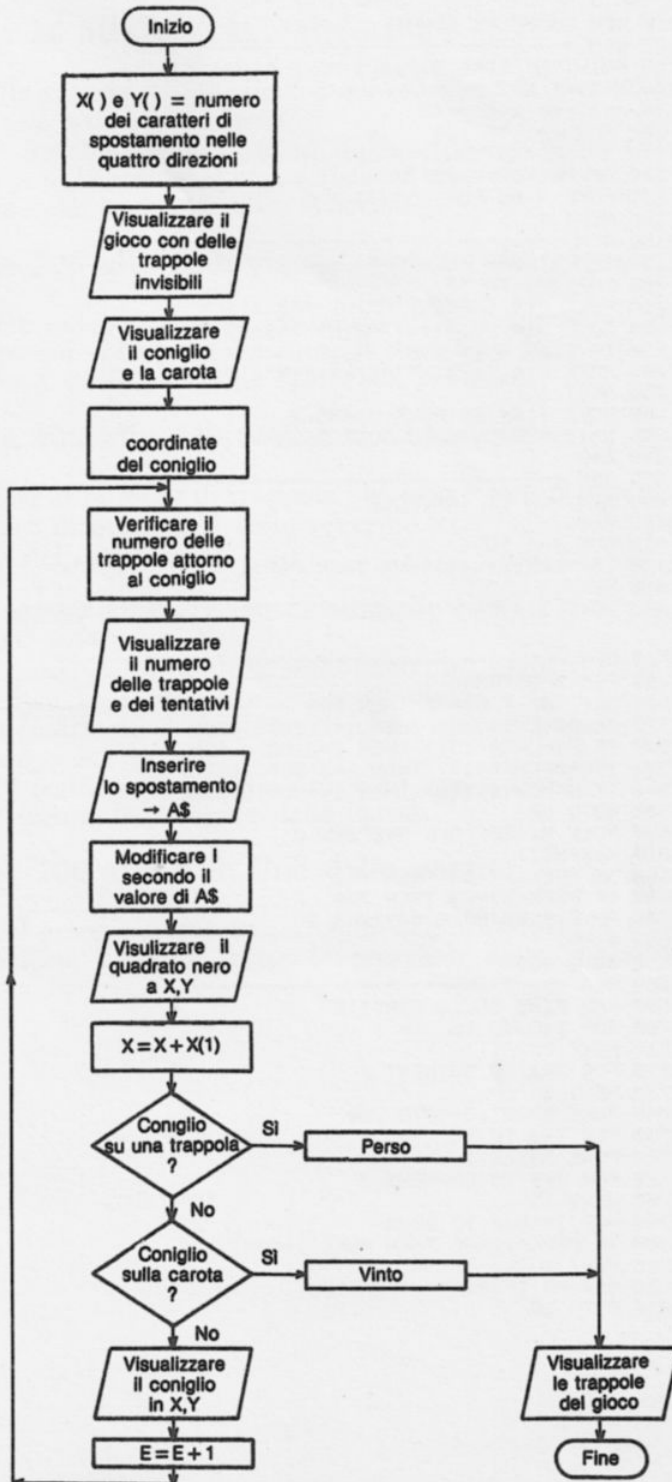 Inizio
X( ) e Y( ) = numero
dei caratteri di
spostamento nelle
quattro direzioni
Visualizzare il
gioco con delle
trappole
invisibili
Visualizzare
il coniglio
e la carota
coordinate
del coniglio
Verificare il
numero delle
trappole attorno
al coniglio
Visualizzare
il numero
delle trappole
e dei tentativi
Inserire
lo spostamento
→ A$
Modificare I
secondo il
valore di A$
Visulizzare il
quadrato nero
a X,Y
X = X + X(1)
Coniglio
su una trappola
?
Sì
Perso
No
Coniglio
sulla carota
?
Sì
Vinto
No
Visualizzare
il coniglio
in X,Y
E = E + 1
Visualizzare
le trappole
del gioco
Fine